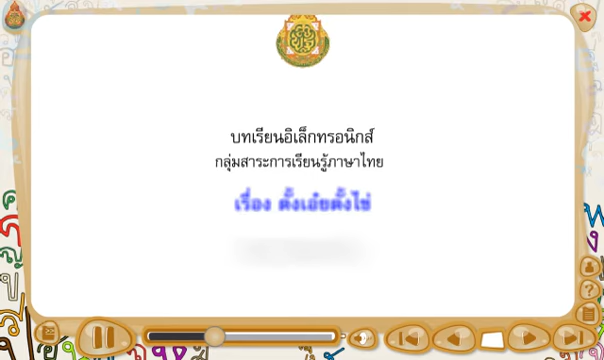 บทเรียนอิเล็กทรอนิกส์
กลุ่มสาระการเรียนรู้ภาษาไทย
เรื่อง ตั้งเอ๋ยตั้งไข่